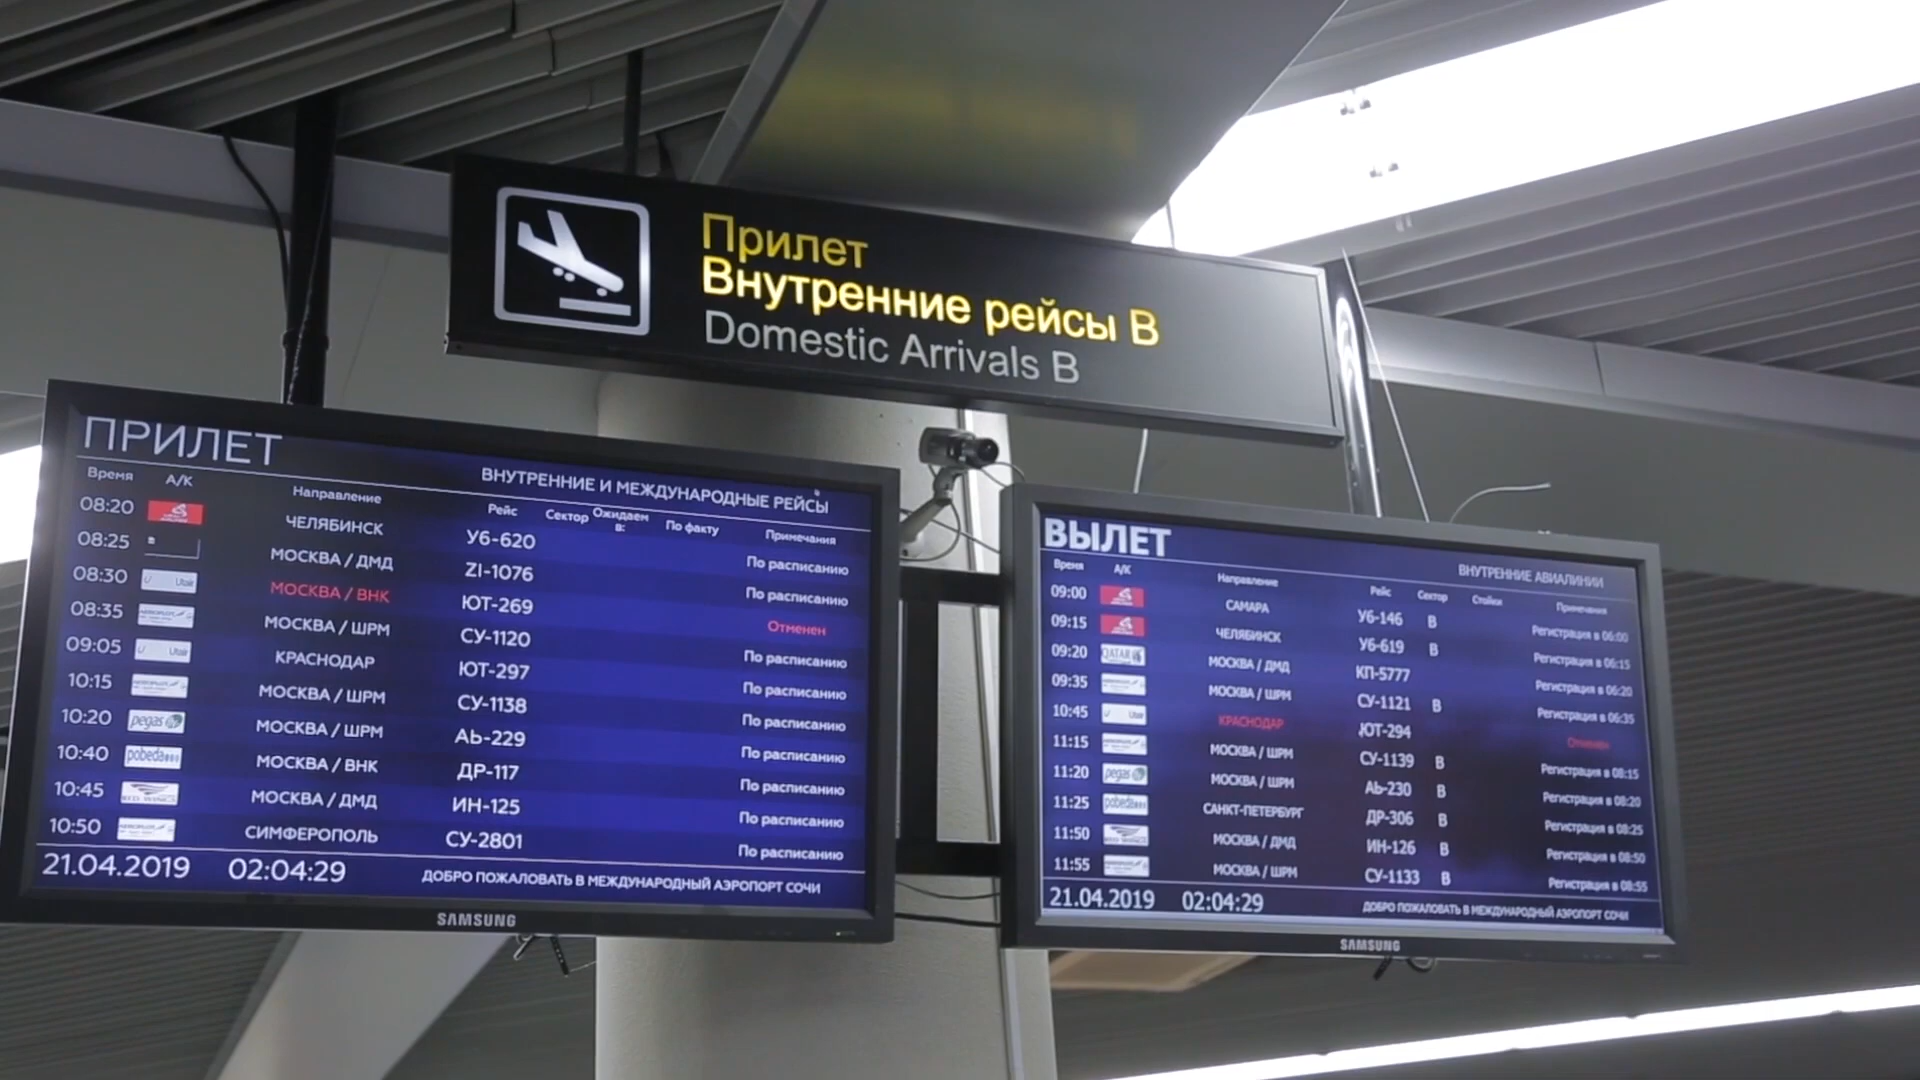 Прилет
Внутренние рейсы B
Domestic Arrivals B
ПРИЛЕТ
ВНУТРЕННИЕ И МЕЖДУНАРОДНЫЕ РЕЙСЫ
Время А/К Направление Рейс Сектор Ожидаем в: По факту Примечания
08:20 ЧЕЛЯБИНСК У6-620 По расписанию
08:25 МОСКВА / ДМД ZI-1076 По расписанию
08:30 Utair МОСКВА / ВНК ЮТ-269 Отменен
08:35 МОСКВА / ШРМ СУ-1120 По расписанию
09:05 Utair КРАСНОДАР ЮТ-297 По расписанию
10:15 МОСКВА / ШРМ СУ-1138 По расписанию
10:20 pegas МОСКВА / ШРМ АЬ-229 По расписанию
10:40 pobeda МОСКВА / ВНК ДР-117 По расписанию
10:45 RED WINGS МОСКВА / ДМД ИН-125 По расписанию
10:50 СИМФЕРОПОЛЬ СУ-2801 По расписанию
21.04.2019 02:04:29 ДОБРО ПОЖАЛОВАТЬ В МЕЖДУНАРОДНЫЙ АЭРОПОРТ СОЧИ
SAMSUNG
ВЫЛЕТ
ВНУТРЕННИЕ АВИАЛИНИИ
Время А/К Направление Рейс Сектор Стойки Примечания
09:00 САМАРА У6-146 B Регистрация в 06:00
09:15 ЧЕЛЯБИНСК У6-619 B Регистрация в 06:15
09:20 QATAR МОСКВА / ДМД КП-5777 Регистрация в 06:20
09:35 МОСКВА / ШРМ СУ-1121 B Регистрация в 06:35
10:45 Utair КРАСНОДАР ЮТ-294 Отменен
11:15 МОСКВА / ШРМ СУ-1139 B Регистрация в 08:15
11:20 pegas МОСКВА / ШРМ АЬ-230 B Регистрация в 08:20
11:25 pobeda САНКТ-ПЕТЕРБУРГ ДР-306 B Регистрация в 08:25
11:50 МОСКВА / ДМД ИН-126 B Регистрация в 08:50
11:55 МОСКВА / ШРМ СУ-1133 B Регистрация в 08:55
21.04.2019 02:04:29 ДОБРО ПОЖАЛОВАТЬ В МЕЖДУНАРОДНЫЙ АЭРОПОРТ СОЧИ
SAMSUNG